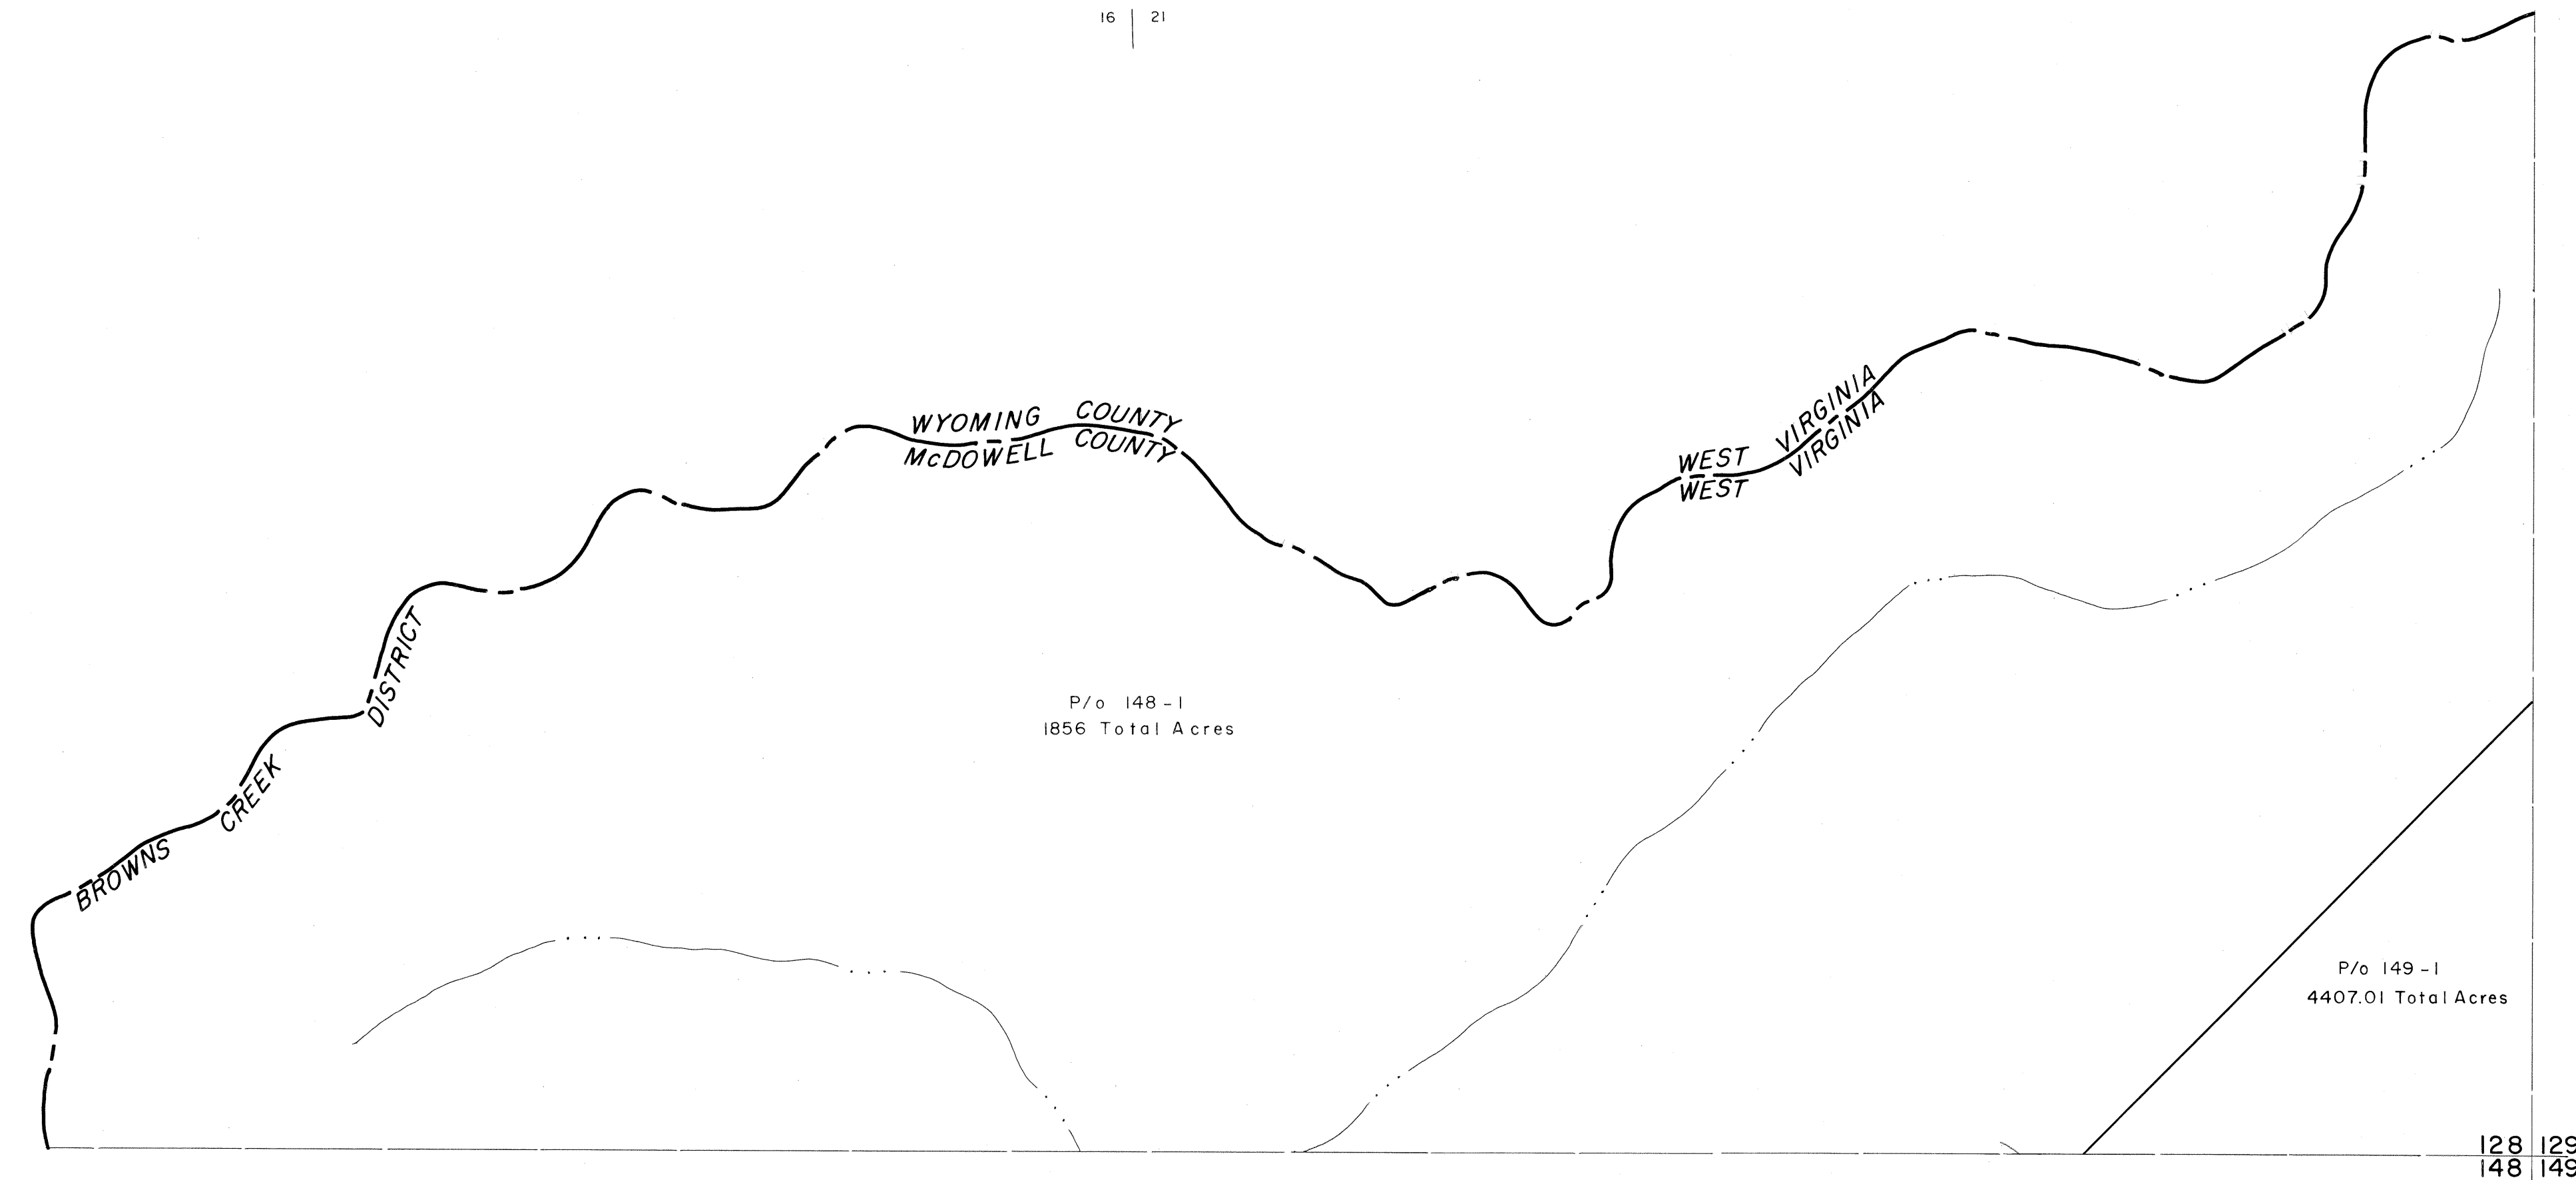 16 21
WYOMING COUNTY
McDOWELL COUNTY
WEST VIRGINIA
WEST VIRGINIA
BROWNS CREEK DISTRICT
P/o 148-1
1856 Total Acres
P/o 149-1
4407.01 Total Acres
128 129
148 149